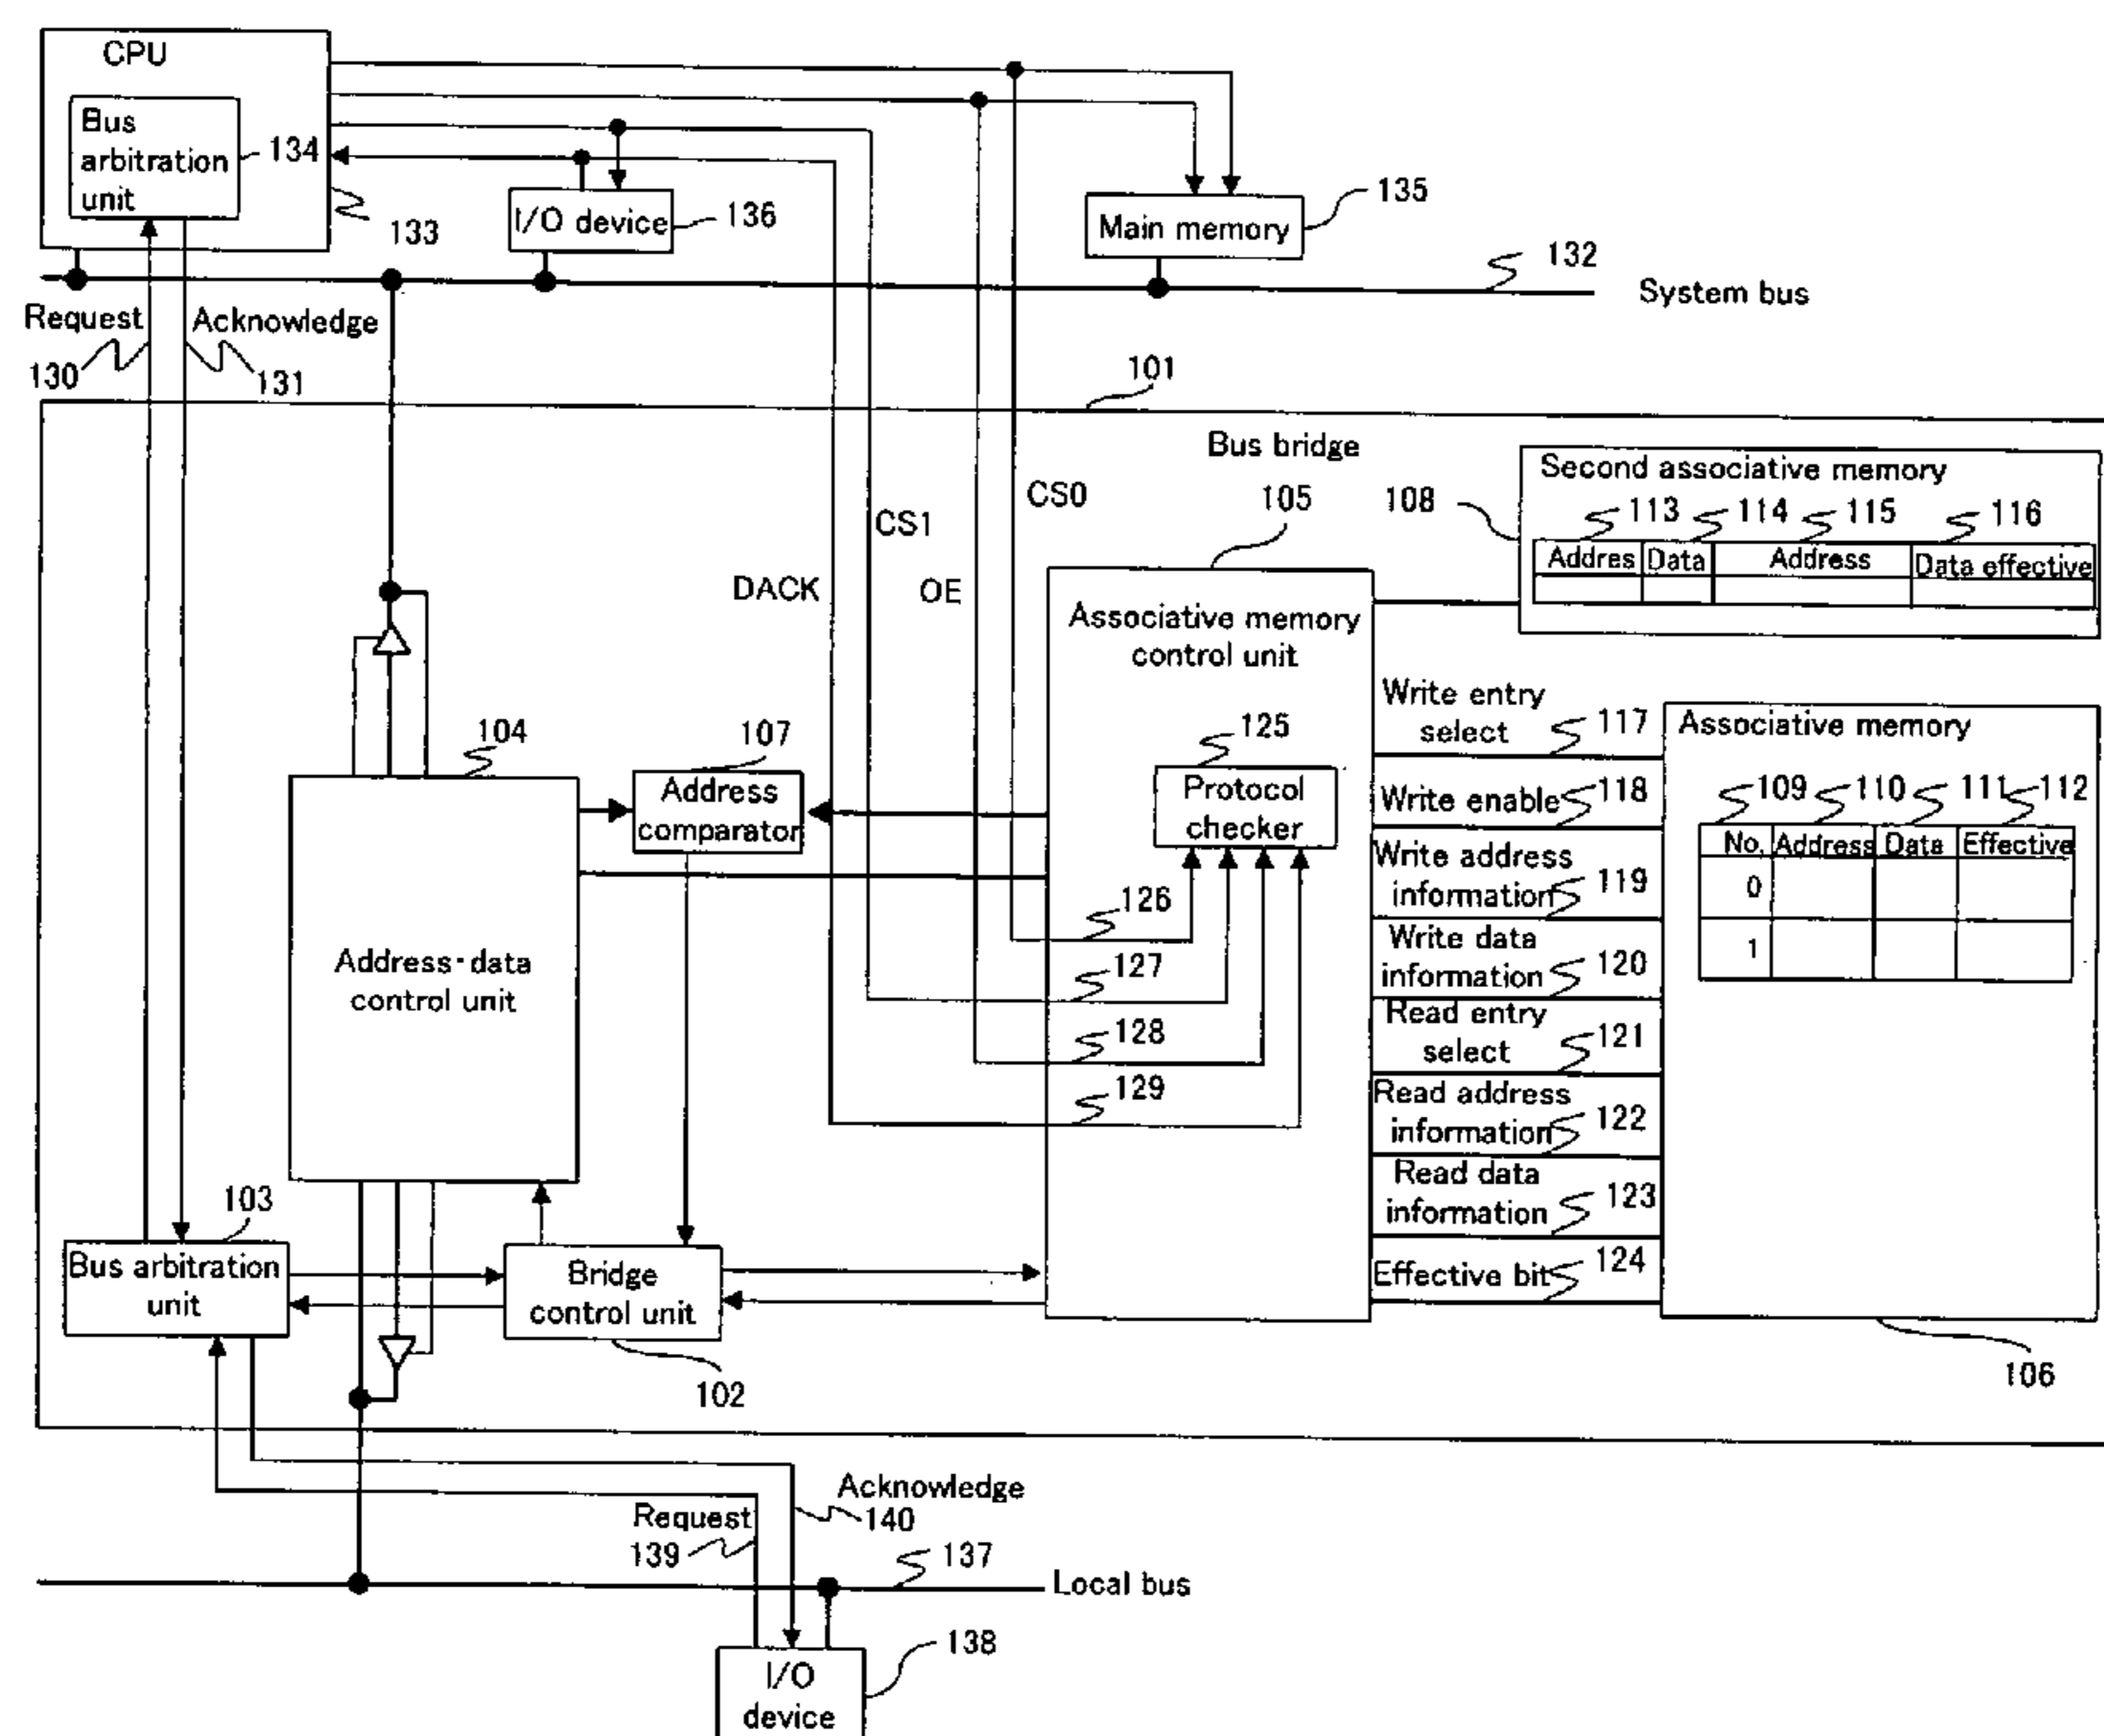 CPU
Bus
arbitration
unit
134
133
I/O device
136
Main memory
135
132
System bus
Request
Acknowledge
130
131
101
Bus bridge
CS0
CS1
DACK
OE
105
Associative memory
control unit
108
Second associative memory
113 114 115 116
Addres Data Address Data effective
104
107
Address
comparator
125
Protocol
checker
Write entry
select
117
Write enable
118
Write address
information
119
Write data
information
120
Read entry
select
121
Read address
information
122
Read data
information
123
Effective bit
124
Associative memory
109 110 111 112
No. Address Data Effective
0
1
106
126
127
128
129
Address·data
control unit
103
Bus arbitration
unit
Bridge
control unit
102
Acknowledge
140
Request
139
137
Local bus
138
I/O
device